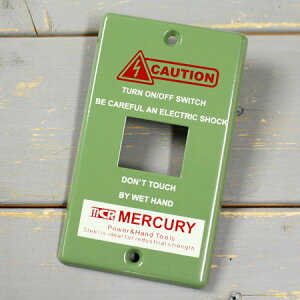 CAUTION
TURN ON/OFF SWITCH
BE CAREFUL AN ELECTRIC SHOCK
DON'T TOUCH
BY WET HAND
MCR MERCURY
Power&Hand Tools
Steel is ideal for industrial strength